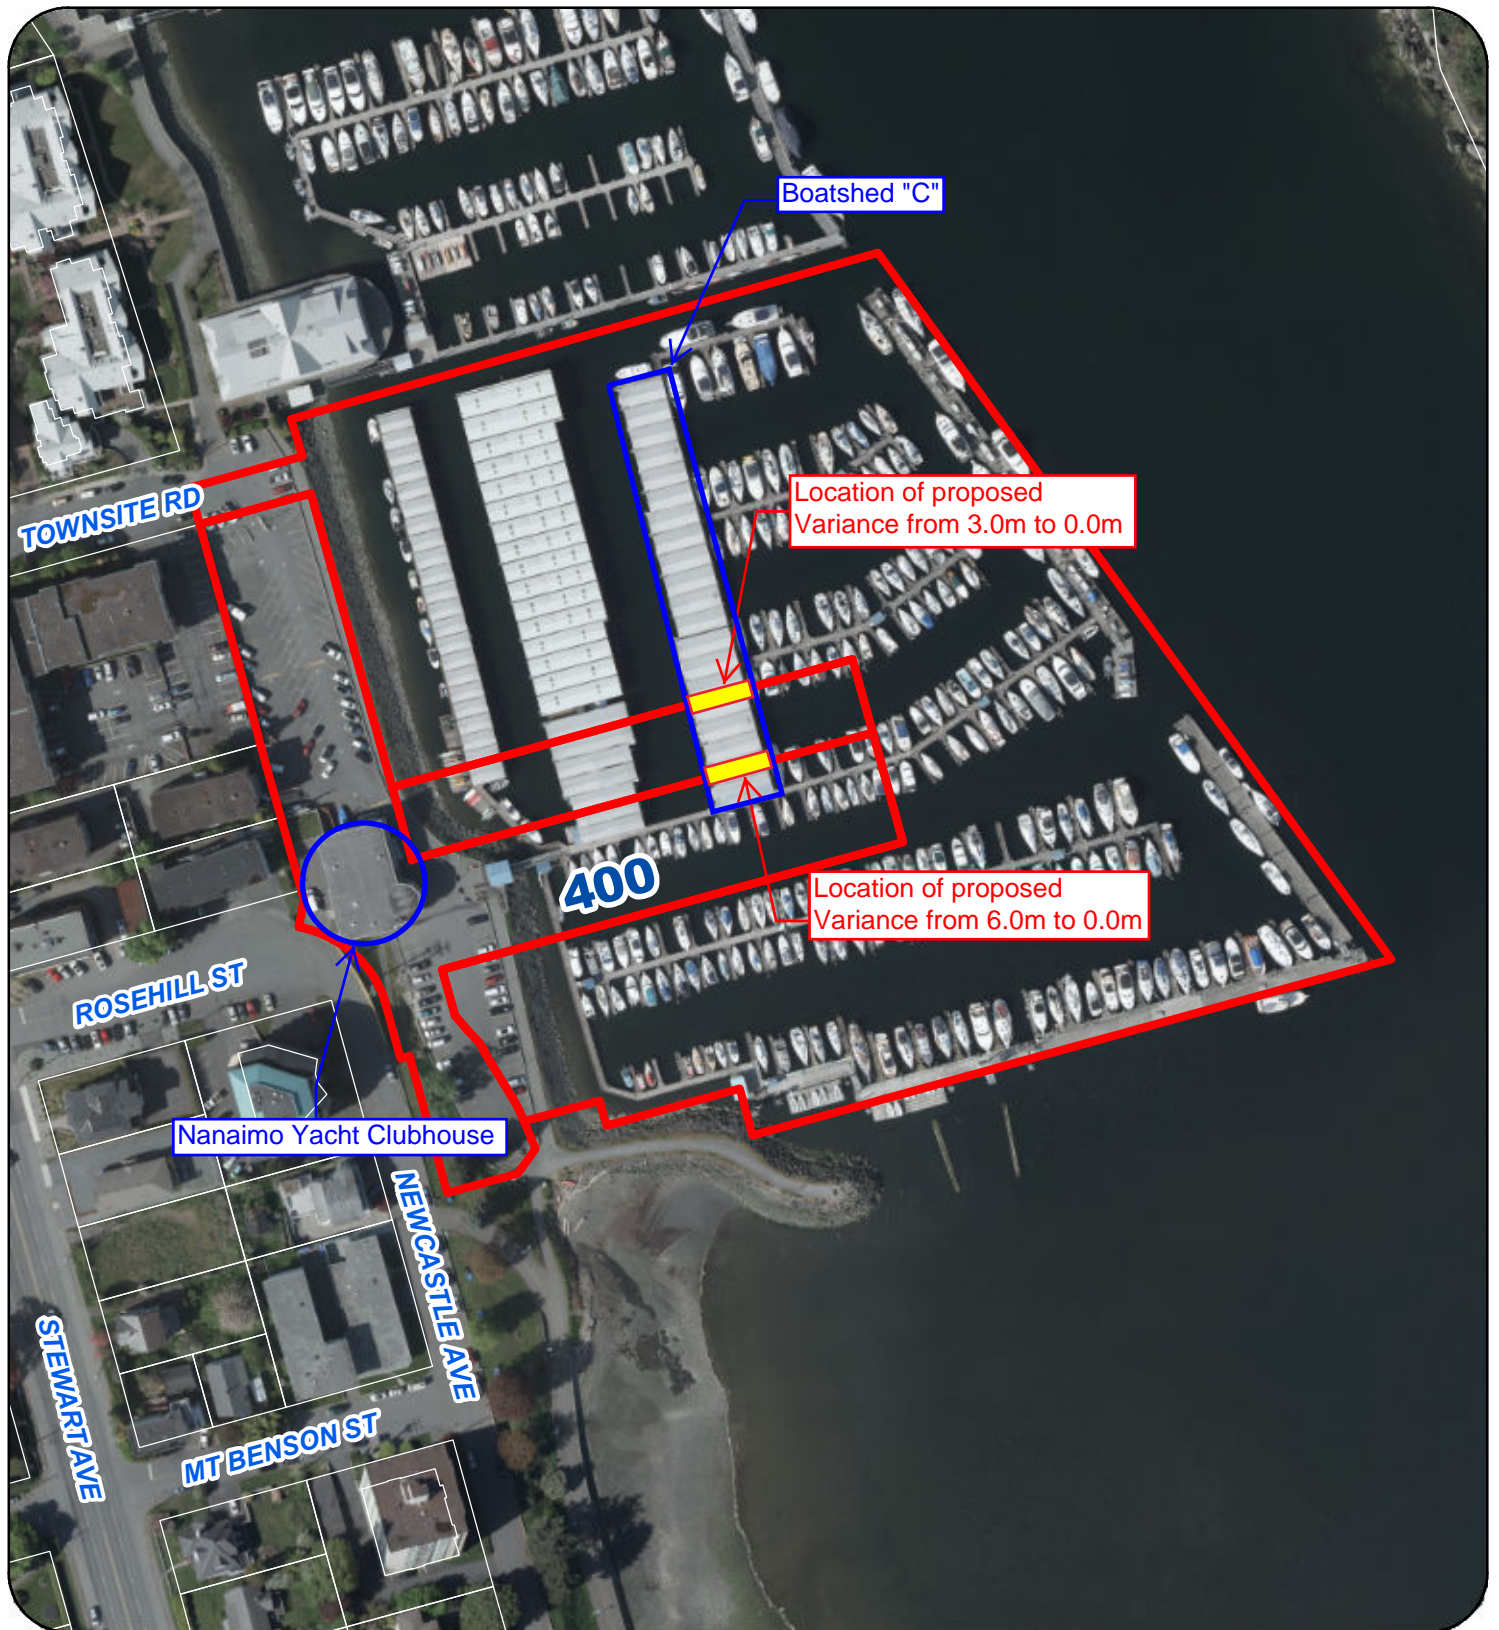 Boatshed "C"
Location of proposed
Variance from 3.0m to 0.0m
TOWNSITE RD
400
Location of proposed
Variance from 6.0m to 0.0m
ROSEHILL ST
Nanaimo Yacht Clubhouse
NEWCASTLE AVE
STEWART AVE
MT BENSON ST